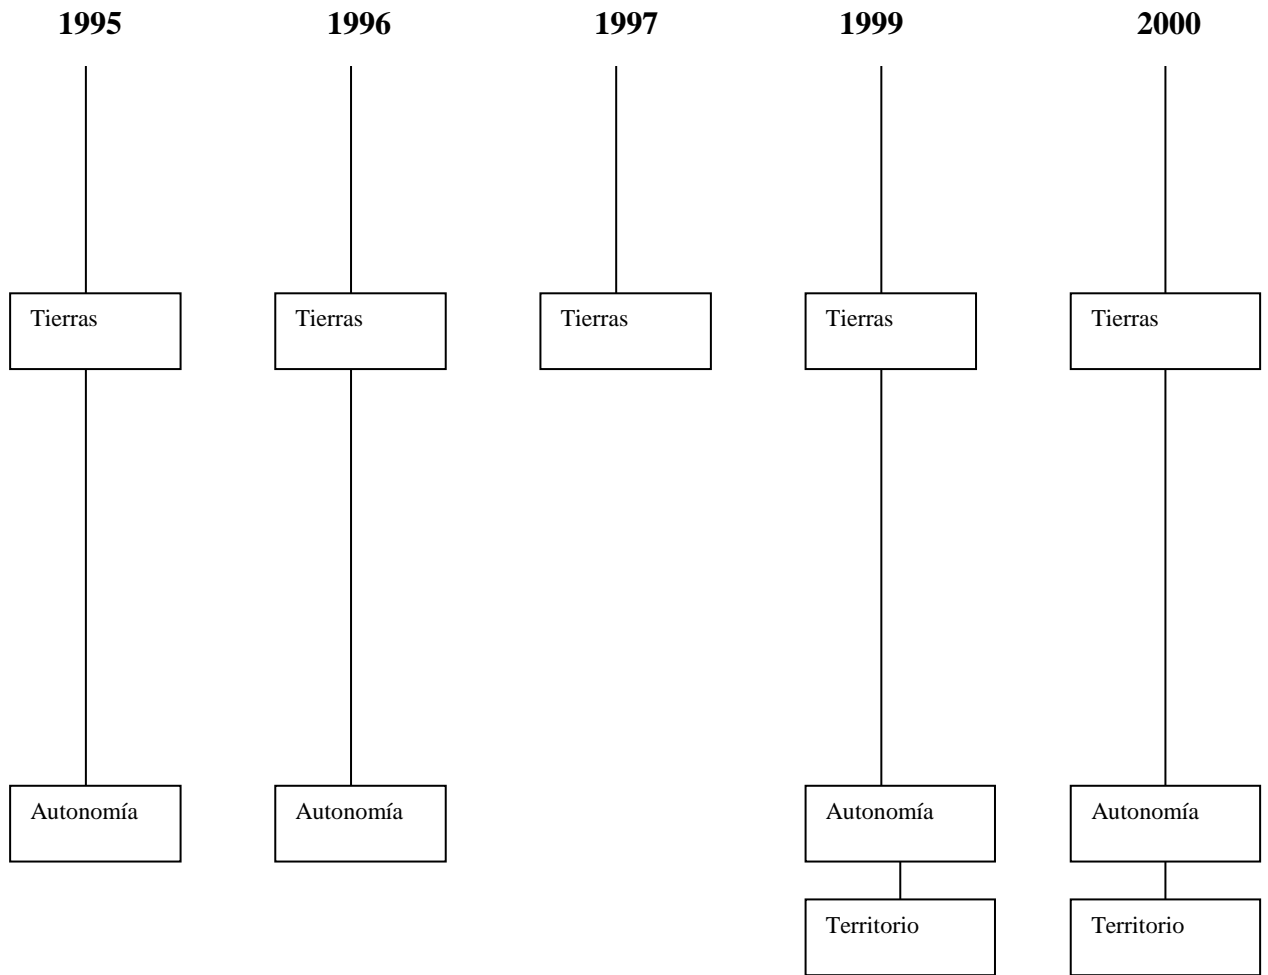 1995 1996 1997 1999 2000
Tierras Tierras Tierras Tierras Tierras
Autonomía Autonomía Autonomía Autonomía
Territorio Territorio